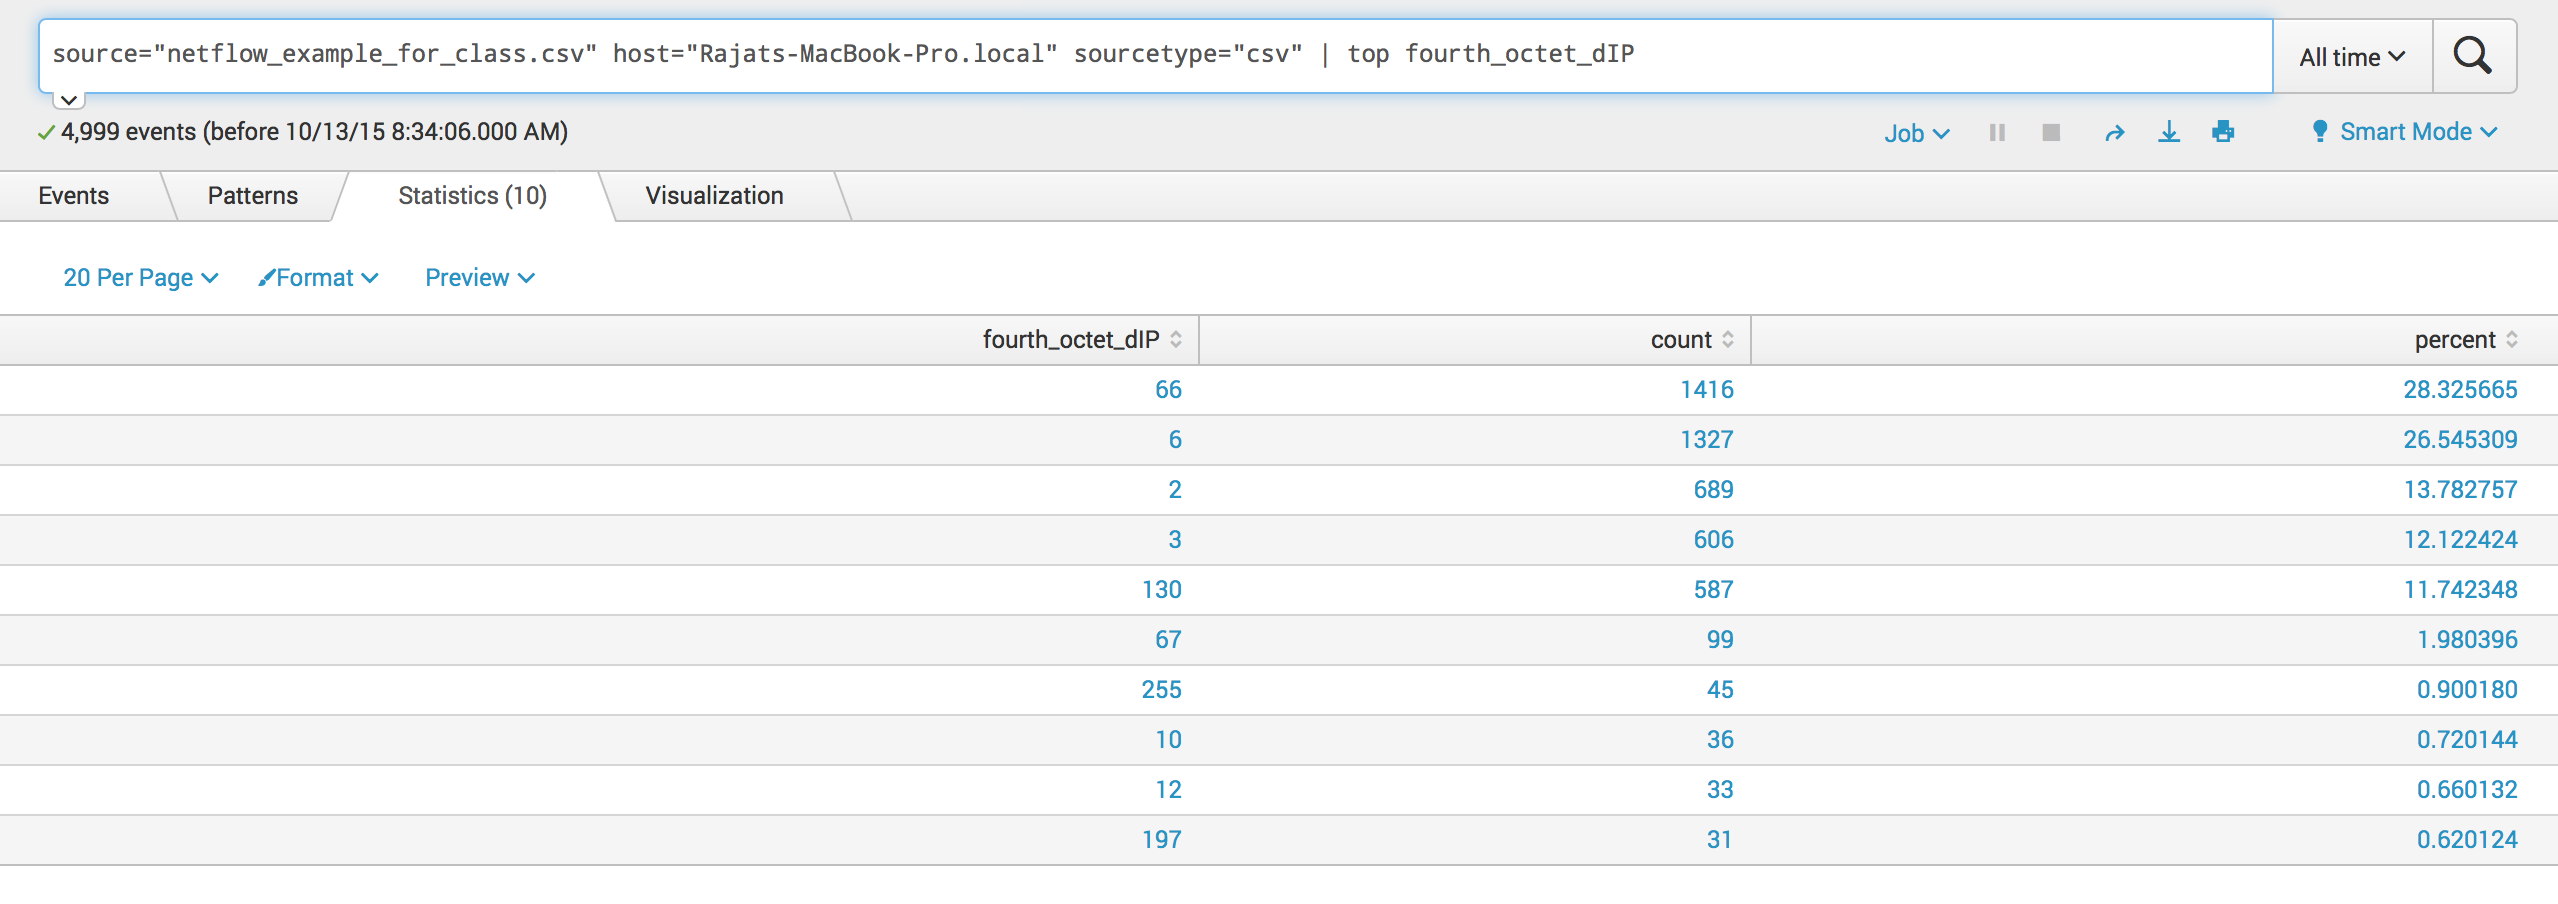 source="netflow_example_for_class.csv" host="Rajats-MacBook-Pro.local" sourcetype="csv" | top fourth_octet_dIP
All time
4,999 events (before 10/13/15 8:34:06.000 AM)
Job
Smart Mode
Events Patterns Statistics (10) Visualization
20 Per Page Format Preview
fourth_octet_dIP count percent
66 1416 28.325665
6 1327 26.545309
2 689 13.782757
3 606 12.122424
130 587 11.742348
67 99 1.980396
255 45 0.900180
10 36 0.720144
12 33 0.660132
197 31 0.620124